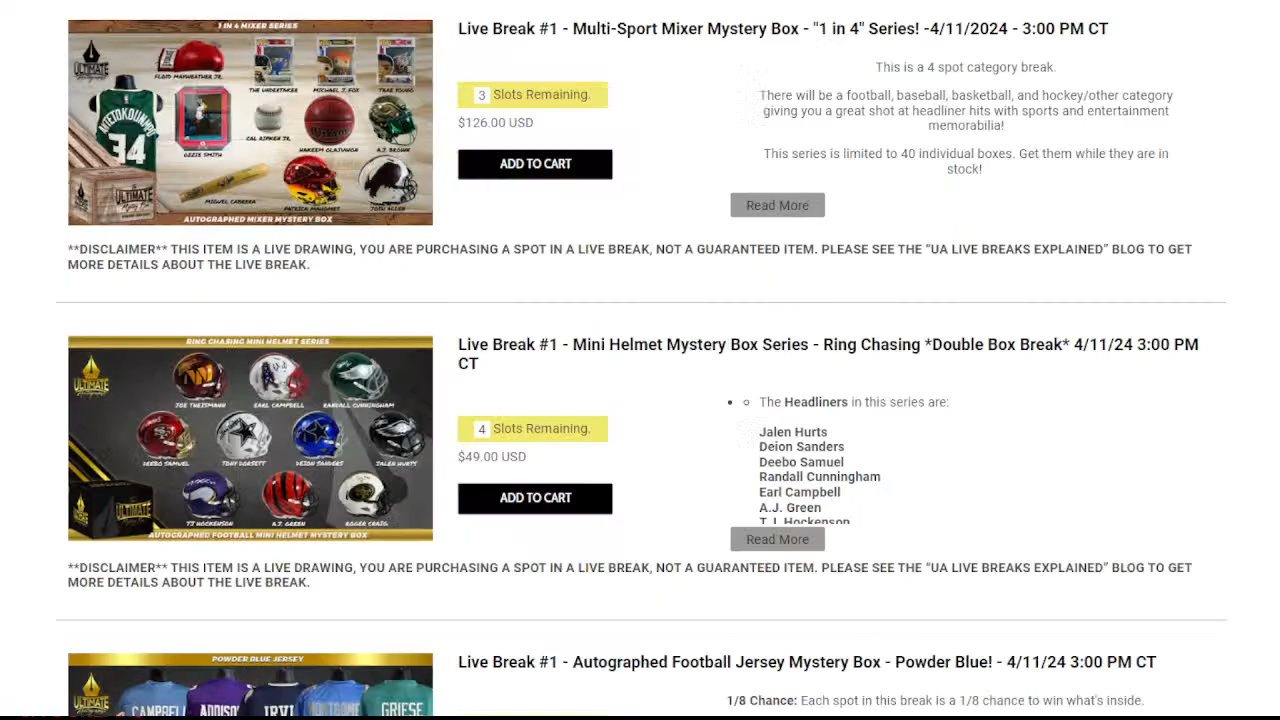 1 IN 4 MIXER SERIES
ULTIMATE
FLOYD MAYWEATHER JR.
THE UNDERTAKER
MICHAEL J. FOX
TRAE YOUNG
ANTETOKOUNMPO
34
OZZIE SMITH
CAL RIPKEN JR.
Wilson
HAKEEM OLAJUWON
A.J. BROWN
MIGUEL CABRERA
PATRICK MAHOMES
JOSH ALLEN
ULTIMATE
AUTOGRAPHED MIXER MYSTERY BOX
Live Break #1 - Multi-Sport Mixer Mystery Box - "1 in 4" Series! -4/11/2024 - 3:00 PM CT
3 Slots Remaining.
$126.00 USD
ADD TO CART
This is a 4 spot category break.
There will be a football, baseball, basketball, and hockey/other category
giving you a great shot at headliner hits with sports and entertainment
memorabilia!
This series is limited to 40 individual boxes. Get them while they are in
stock!
Read More
**DISCLAIMER** THIS ITEM IS A LIVE DRAWING, YOU ARE PURCHASING A SPOT IN A LIVE BREAK, NOT A GUARANTEED ITEM. PLEASE SEE THE “UA LIVE BREAKS EXPLAINED” BLOG TO GET
MORE DETAILS ABOUT THE LIVE BREAK.
RING CHASING MINI HELMET SERIES
ULTIMATE
JOE THEISMANN
EARL CAMPBELL
RANDALL CUNNINGHAM
DEEBO SAMUEL
TONY DORSETT
DEION SANDERS
JALEN HURTS
TJ HOCKENSON
A.J. GREEN
ROGER CRAIG
ULTIMATE
AUTOGRAPHED FOOTBALL MINI HELMET MYSTERY BOX
Live Break #1 - Mini Helmet Mystery Box Series - Ring Chasing *Double Box Break* 4/11/24 3:00 PM
CT
4 Slots Remaining.
$49.00 USD
ADD TO CART
The Headliners in this series are:
Jalen Hurts
Deion Sanders
Deebo Samuel
Randall Cunningham
Earl Campbell
A.J. Green
T.J. Hockenson
Read More
**DISCLAIMER** THIS ITEM IS A LIVE DRAWING, YOU ARE PURCHASING A SPOT IN A LIVE BREAK, NOT A GUARANTEED ITEM. PLEASE SEE THE “UA LIVE BREAKS EXPLAINED” BLOG TO GET
MORE DETAILS ABOUT THE LIVE BREAK.
POWDER BLUE JERSEY
ULTIMATE
CAMPBELL
ADDISON
GRIESE
Live Break #1 - Autographed Football Jersey Mystery Box - Powder Blue! - 4/11/24 3:00 PM CT
1/8 Chance: Each spot in this break is a 1/8 chance to win what's inside.